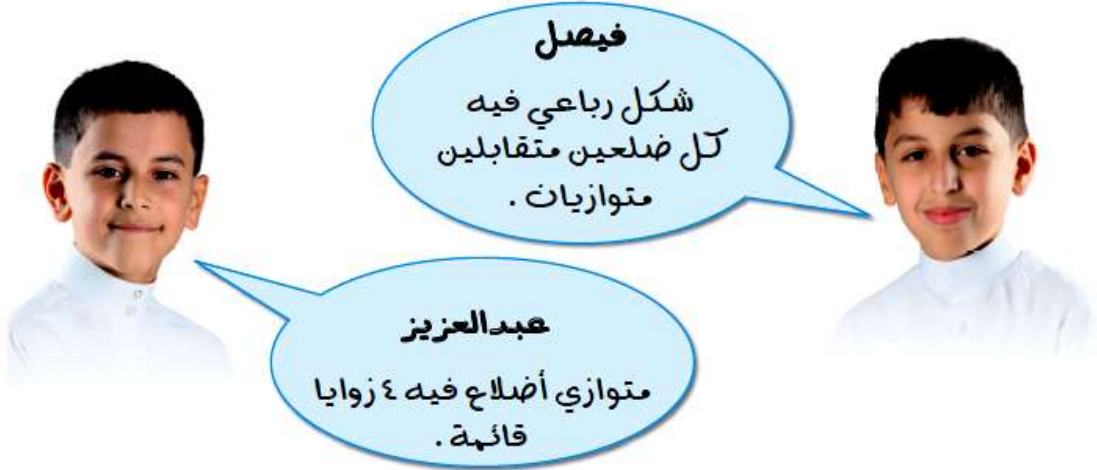 فيصل
شكل رباعي فيه
كل ضلعين متقابلين
متوازيان .
عبدالعزيز
متوازي أضلاع فيه ٤ زوايا
قائمة .